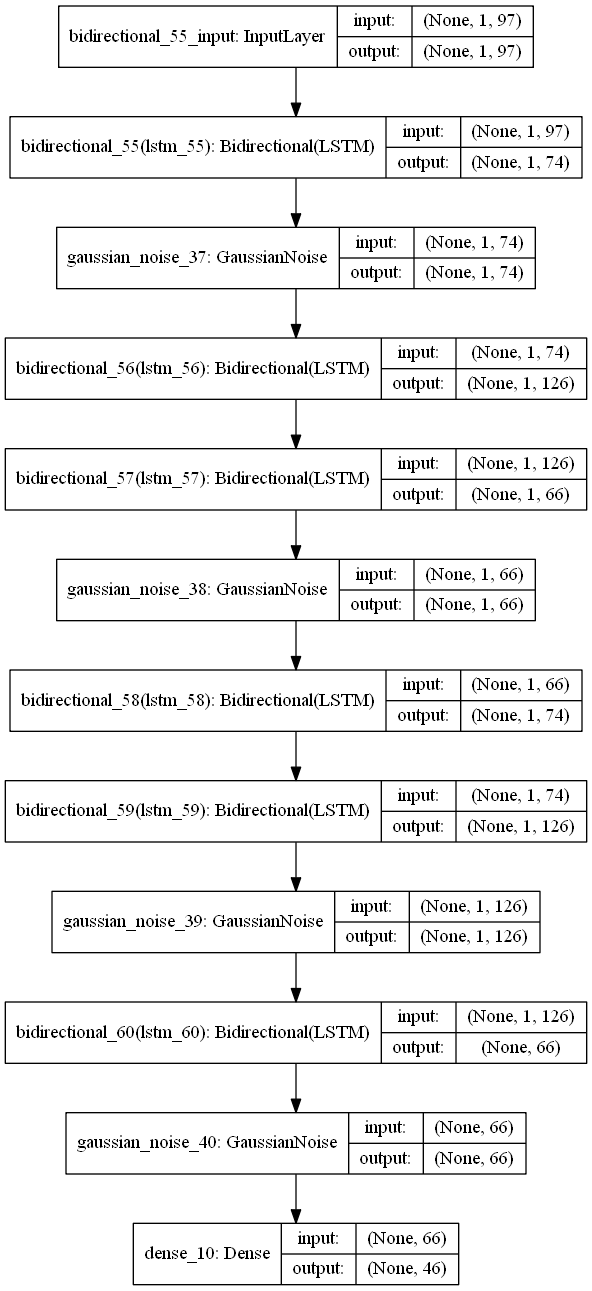 bidirectional_55_input: InputLayer
input: (None, 1, 97)
output: (None, 1, 97)
bidirectional_55(lstm_55): Bidirectional(LSTM)
input: (None, 1, 97)
output: (None, 1, 74)
gaussian_noise_37: GaussianNoise
input: (None, 1, 74)
output: (None, 1, 74)
bidirectional_56(lstm_56): Bidirectional(LSTM)
input: (None, 1, 74)
output: (None, 1, 126)
bidirectional_57(lstm_57): Bidirectional(LSTM)
input: (None, 1, 126)
output: (None, 1, 66)
gaussian_noise_38: GaussianNoise
input: (None, 1, 66)
output: (None, 1, 66)
bidirectional_58(lstm_58): Bidirectional(LSTM)
input: (None, 1, 66)
output: (None, 1, 74)
bidirectional_59(lstm_59): Bidirectional(LSTM)
input: (None, 1, 74)
output: (None, 1, 126)
gaussian_noise_39: GaussianNoise
input: (None, 1, 126)
output: (None, 1, 126)
bidirectional_60(lstm_60): Bidirectional(LSTM)
input: (None, 1, 126)
output: (None, 66)
gaussian_noise_40: GaussianNoise
input: (None, 66)
output: (None, 66)
dense_10: Dense
input: (None, 66)
output: (None, 46)